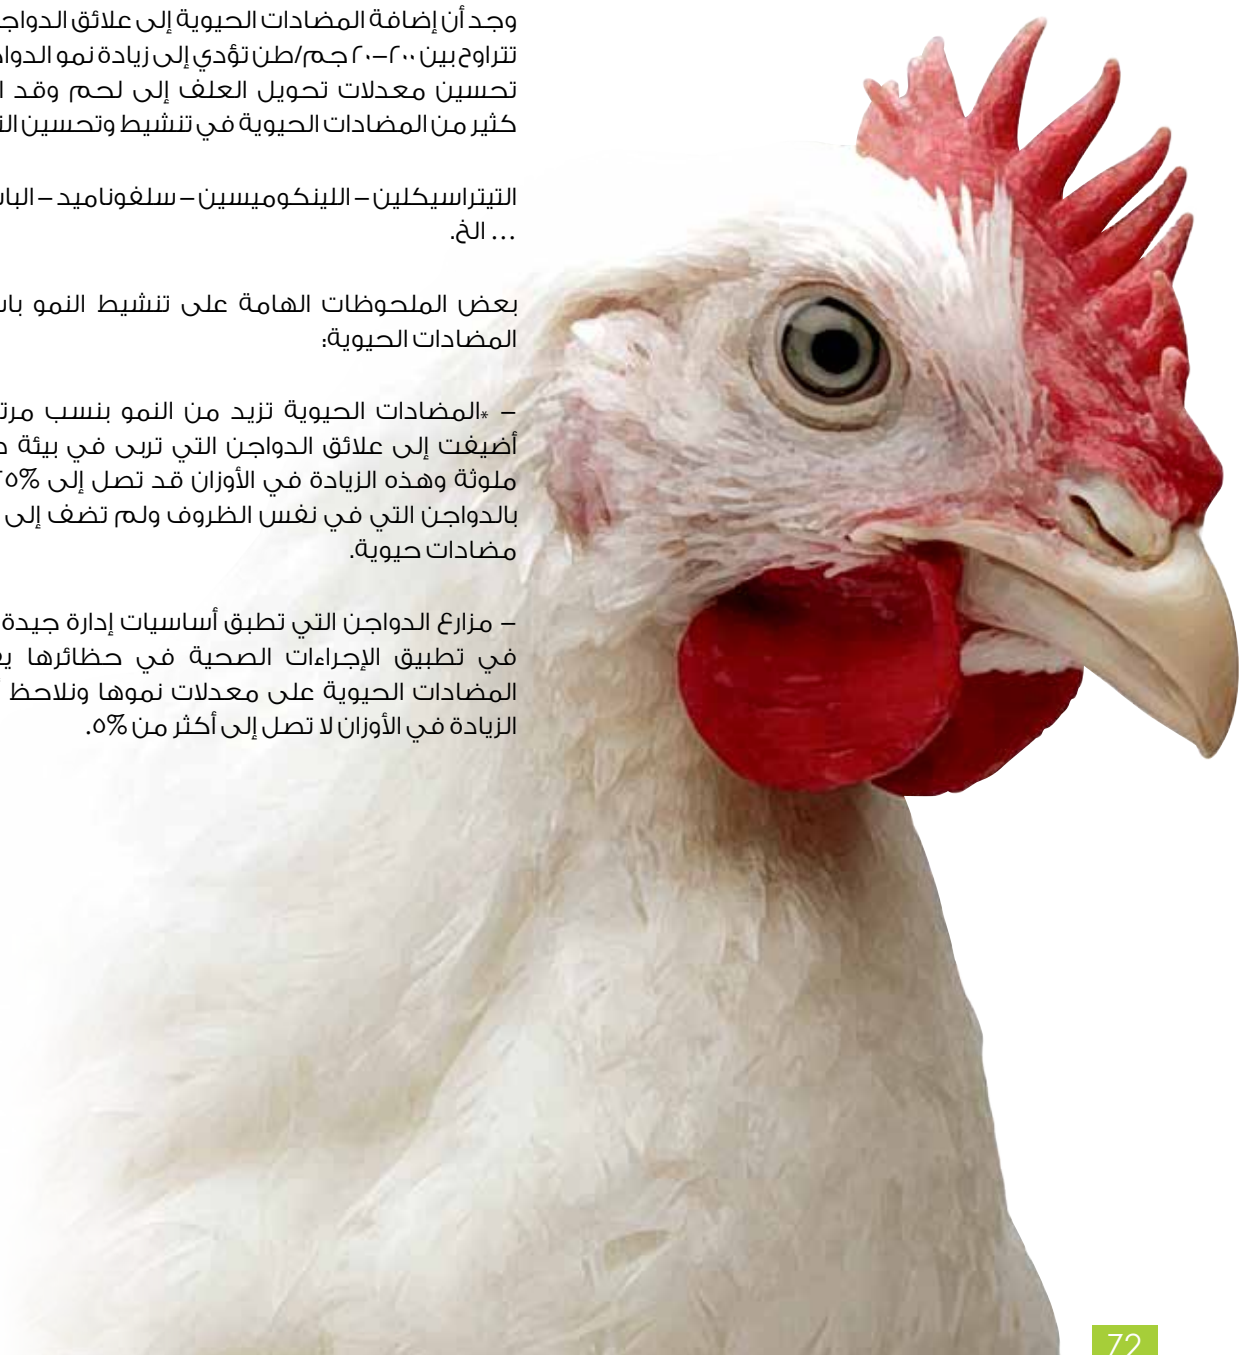 وجد أن إضافة المضادات الحيوية إلى علائق
تتراوح بين ٢٠٠–٢٠ جم/طن تؤدي إلى زيادة نمو
تحسين معدلات تحويل العلف إلى لحم وقد
كثير من المضادات الحيوية في تنشيط وتحسين
التيتراسيكلين – اللينكوميسين – سلفوناميد –
... الخ.
بعض الملحوظات الهامة على تنشيط النمو
المضادات الحيوية:
– *المضادات الحيوية تزيد من النمو بنسب
أضيفت إلى علائق الدواجن التي تربى في بيئة
ملوثة وهذه الزيادة في الأوزان قد تصل إلى
بالدواجن التي في نفس الظروف ولم تضف إلى
مضادات حيوية.
– مزارع الدواجن التي تطبق أساسيات إدارة جيدة
في تطبيق الإجراءات الصحية في حظائرها
المضادات الحيوية على معدلات نموها ونلاحظ
الزيادة في الأوزان لا تصل إلى أكثر من ٥%.
72